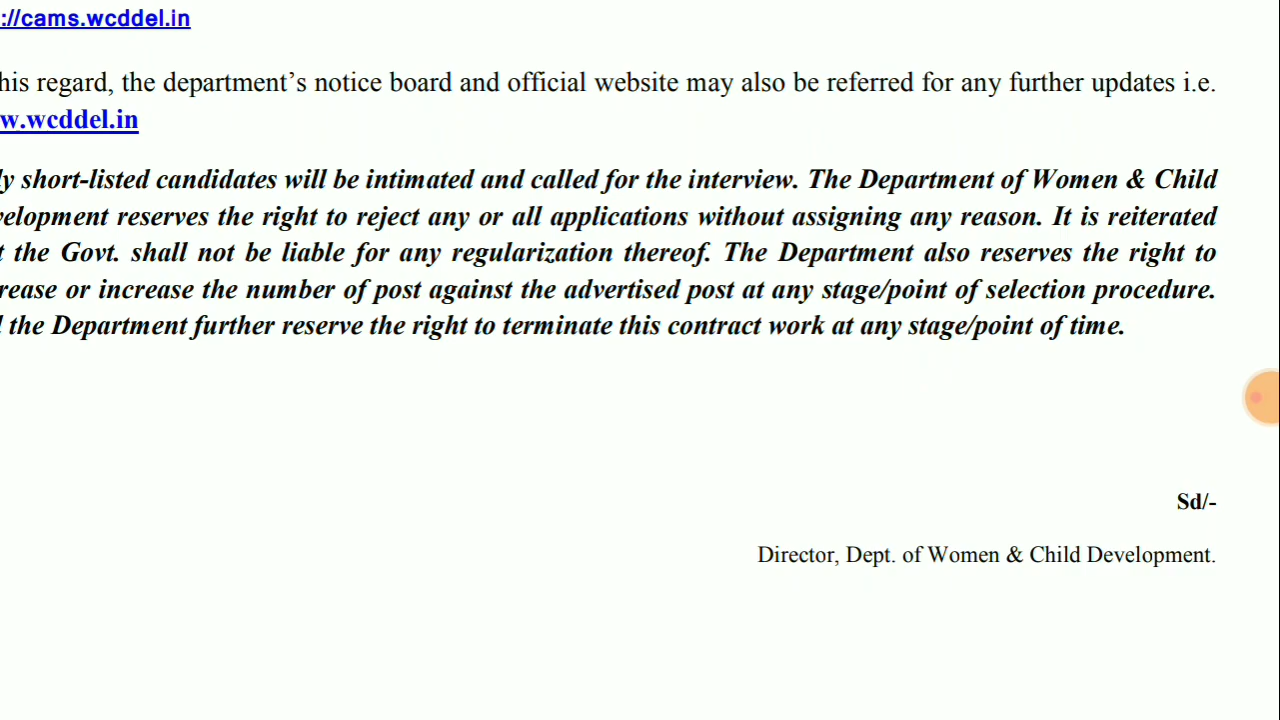 ://cams.wcddel.in
his regard, the department's notice board and official website may also be referred for any further updates i.e.
w.wcddel.in
y short-listed candidates will be intimated and called for the interview. The Department of Women & Child
velopment reserves the right to reject any or all applications without assigning any reason. It is reiterated
t the Govt. shall not be liable for any regularization thereof. The Department also reserves the right to
rease or increase the number of post against the advertised post at any stage/point of selection procedure.
the Department further reserve the right to terminate this contract work at any stage/point of time.
Sd/-
Director, Dept. of Women & Child Development.